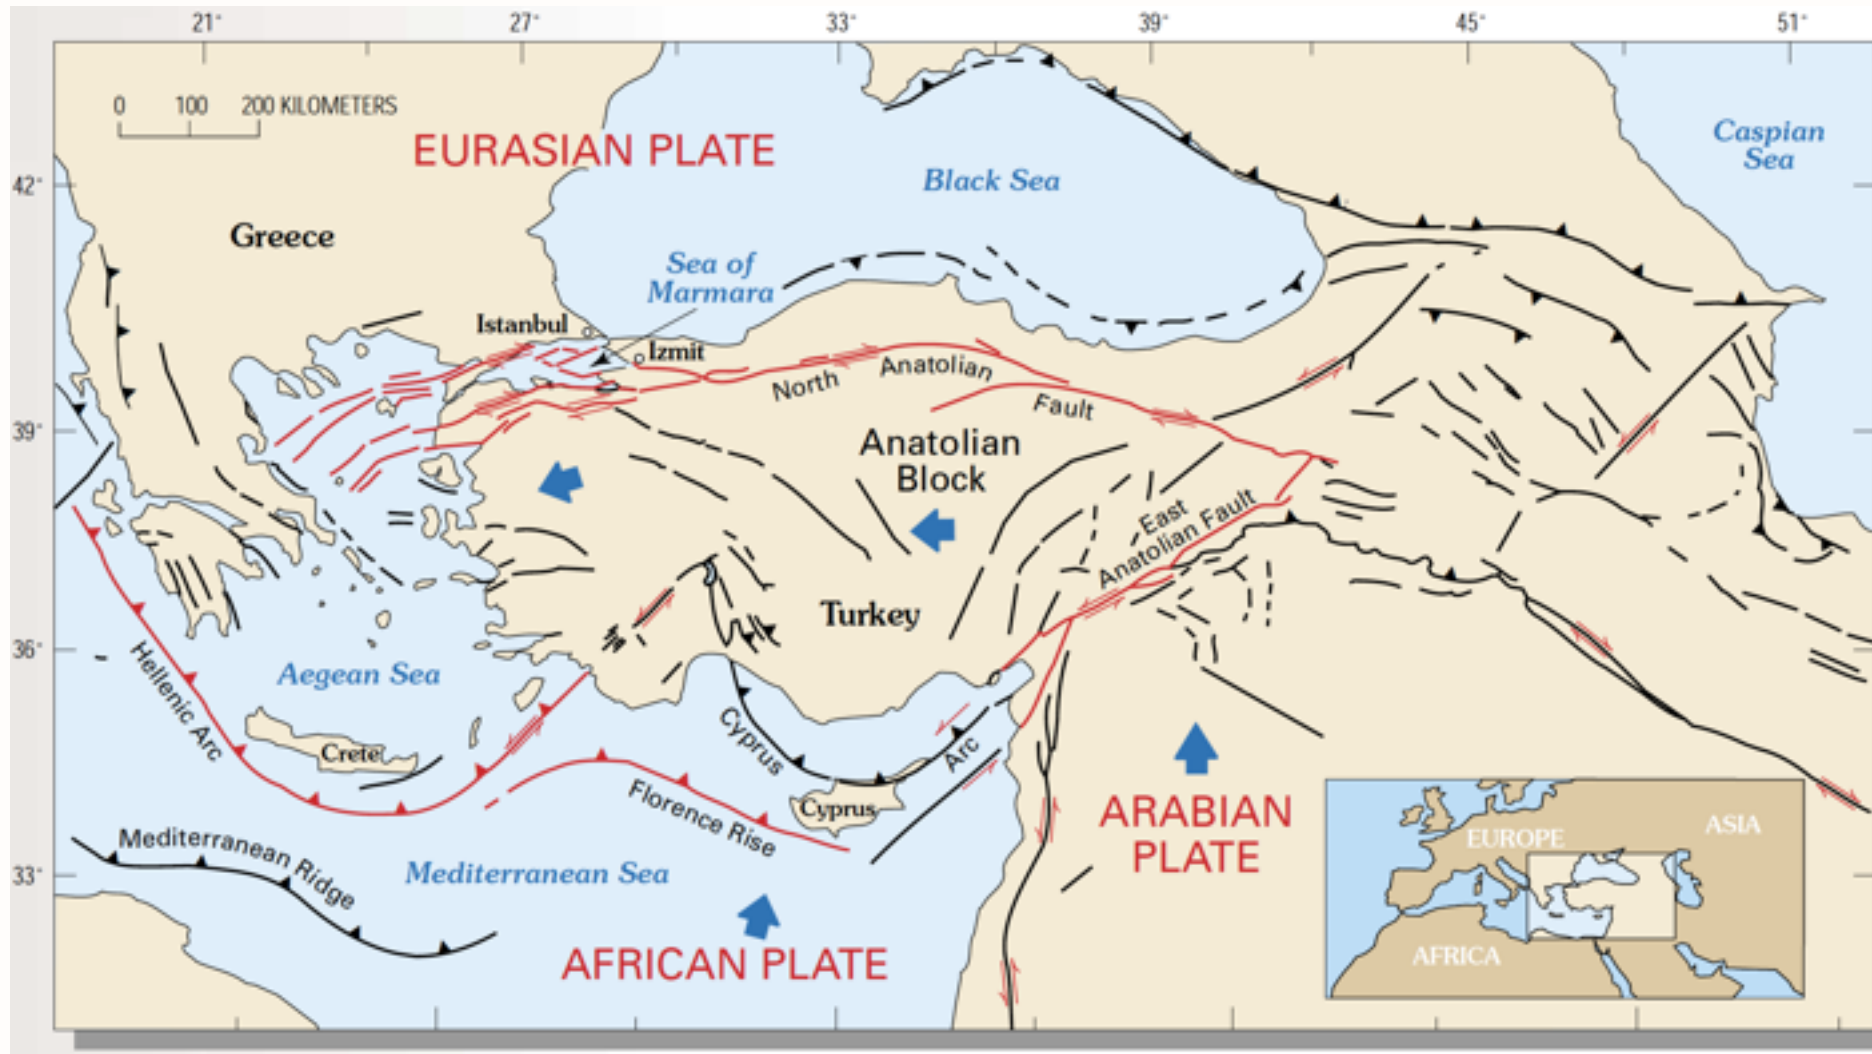 21°
27°
33°
39°
45°
51°
0 100 200 KILOMETERS
EURASIAN PLATE
Caspian
Sea
Black Sea
42°
Greece
Sea of
Marmara
Istanbul
Izmit
North Anatolian Fault
39°
Anatolian
Block
East
Anatolian Fault
Turkey
36°
Hellenic Arc
Aegean Sea
Crete
Cyprus Arc
Florence Rise
Cyprus
ARABIAN
PLATE
Mediterranean Ridge
33°
Mediterranean Sea
AFRICAN PLATE
EUROPE
ASIA
AFRICA